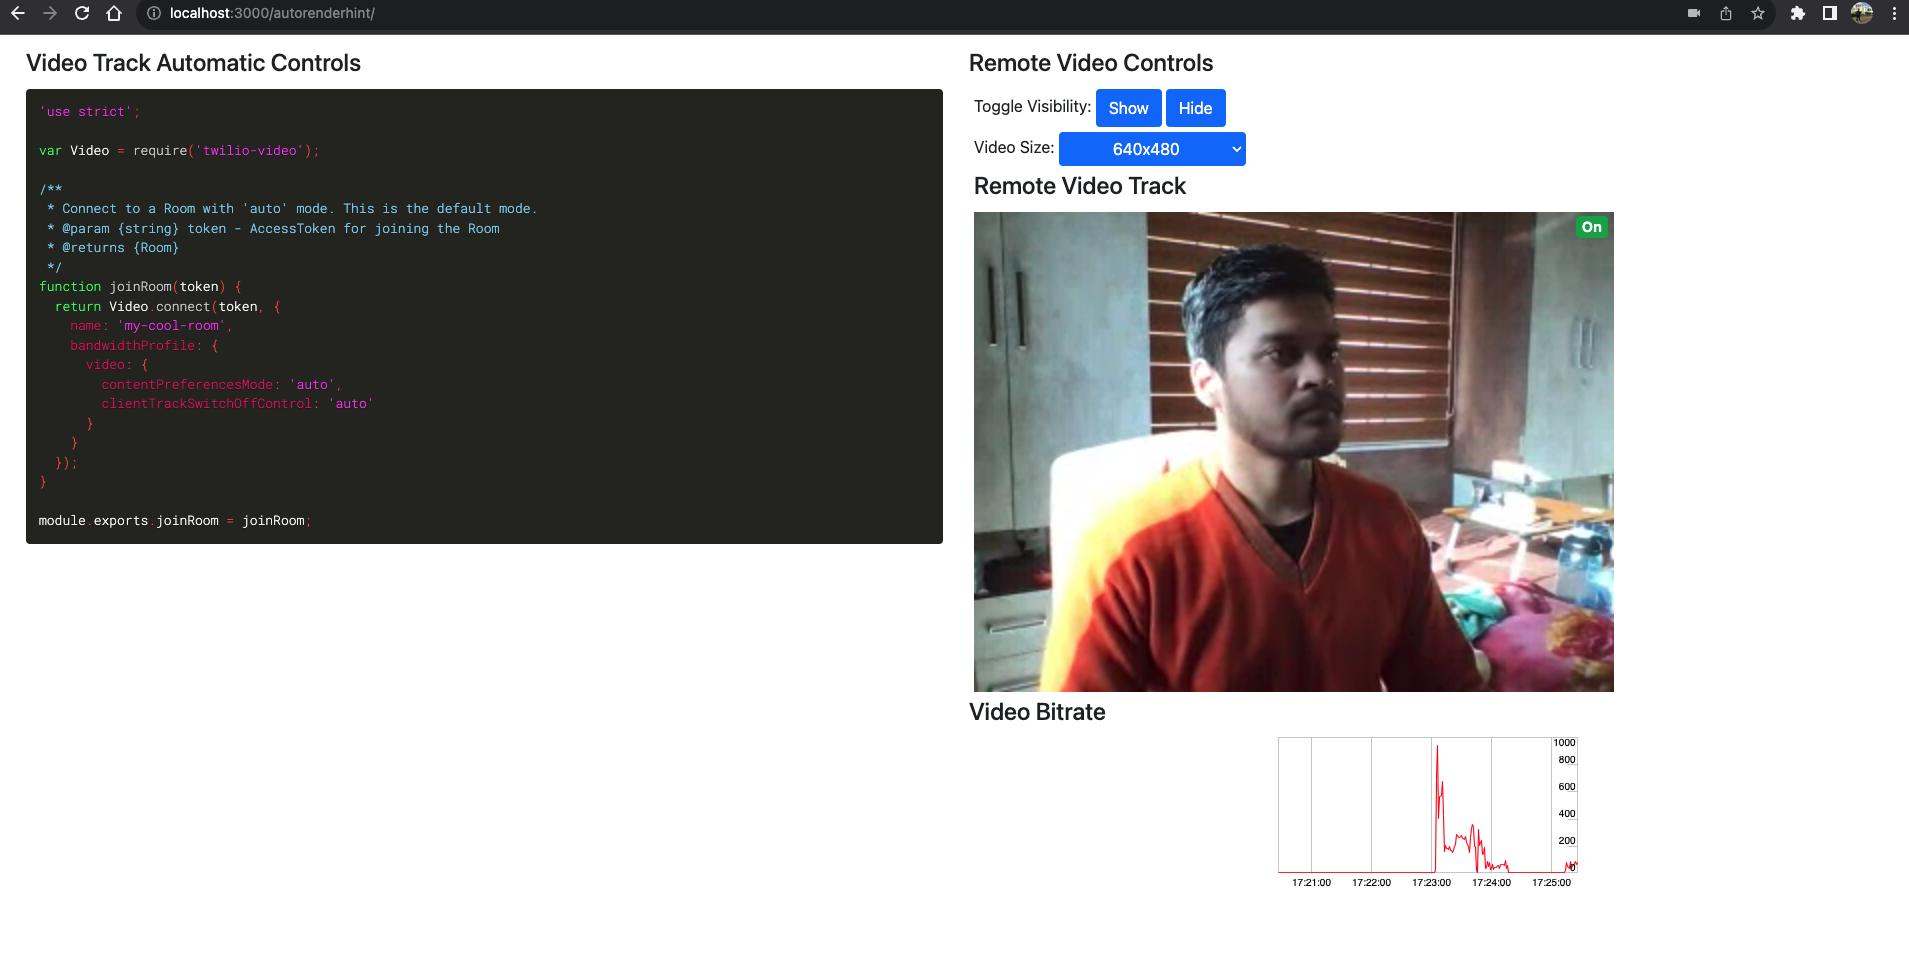 localhost:3000/autorenderhint/
Video Track Automatic Controls
'use strict';
var Video = require('twilio-video');
/**
 * Connect to a Room with 'auto' mode. This is the default mode.
 * @param {string} token - AccessToken for joining the Room
 * @returns {Room}
 */
function joinRoom(token) {
  return Video.connect(token, {
    name: 'my-cool-room',
    bandwidthProfile: {
      video: {
        contentPreferencesMode: 'auto',
        clientTrackSwitchOffControl: 'auto'
      }
    }
  });
}
module.exports.joinRoom = joinRoom;
Remote Video Controls
Toggle Visibility: Show Hide
Video Size: 640x480
Remote Video Track
On
Video Bitrate
1000
800
600
400
200
0
17:21:00 17:22:00 17:23:00 17:24:00 17:25:00